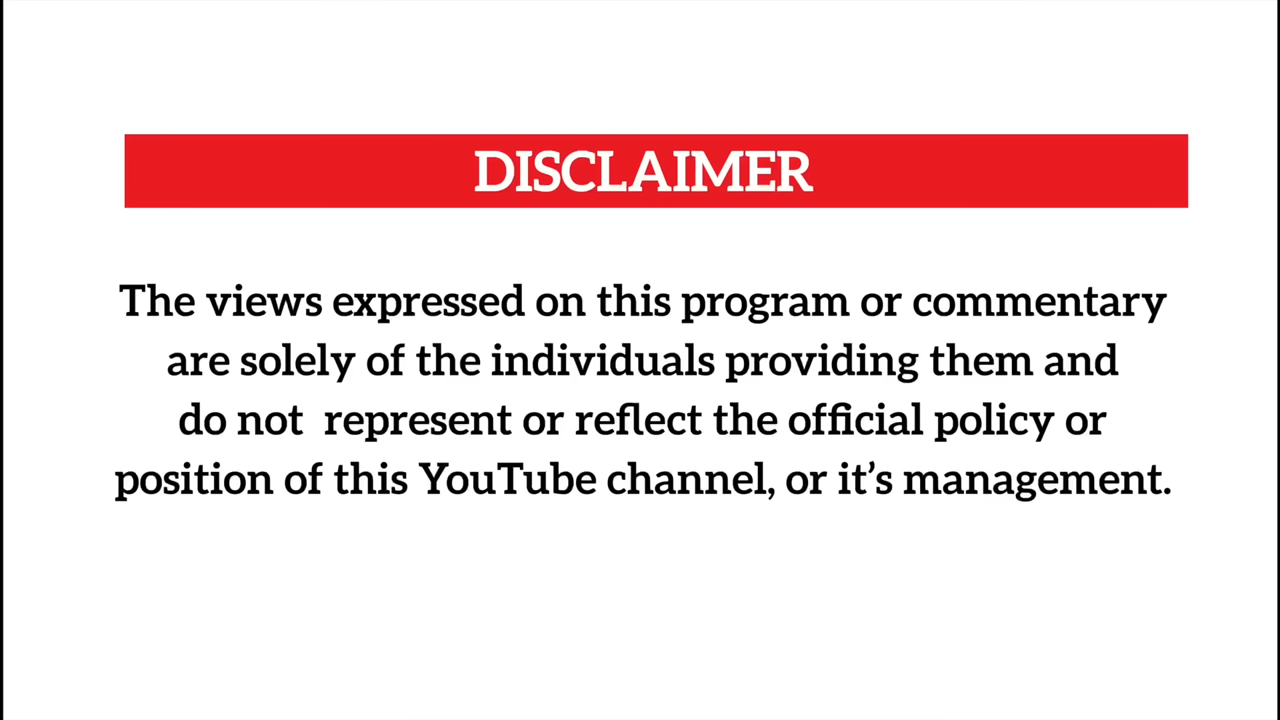 DISCLAIMER
The views expressed on this program or commentary
are solely of the individuals providing them and
do not  represent or reflect the official policy or
position of this YouTube channel, or it’s management.